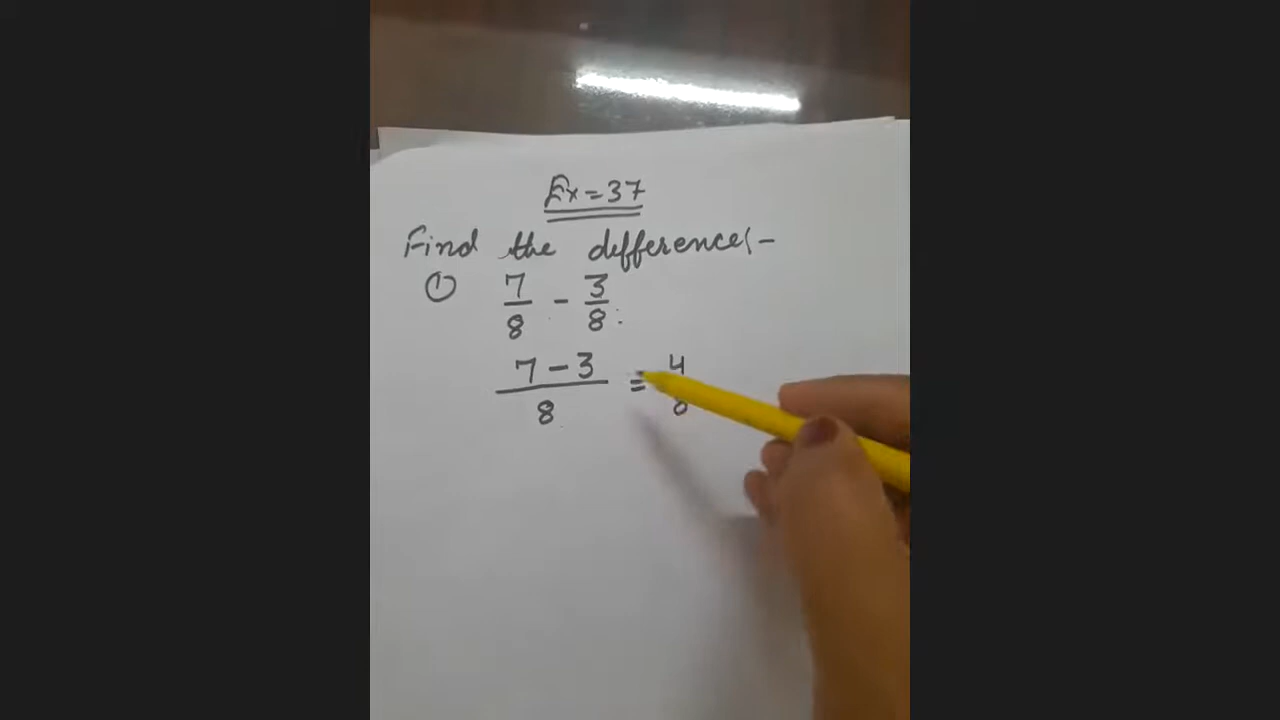 Ex = 37
Find the difference:-
① 7/8 - 3/8
7-3/8 = 4/8